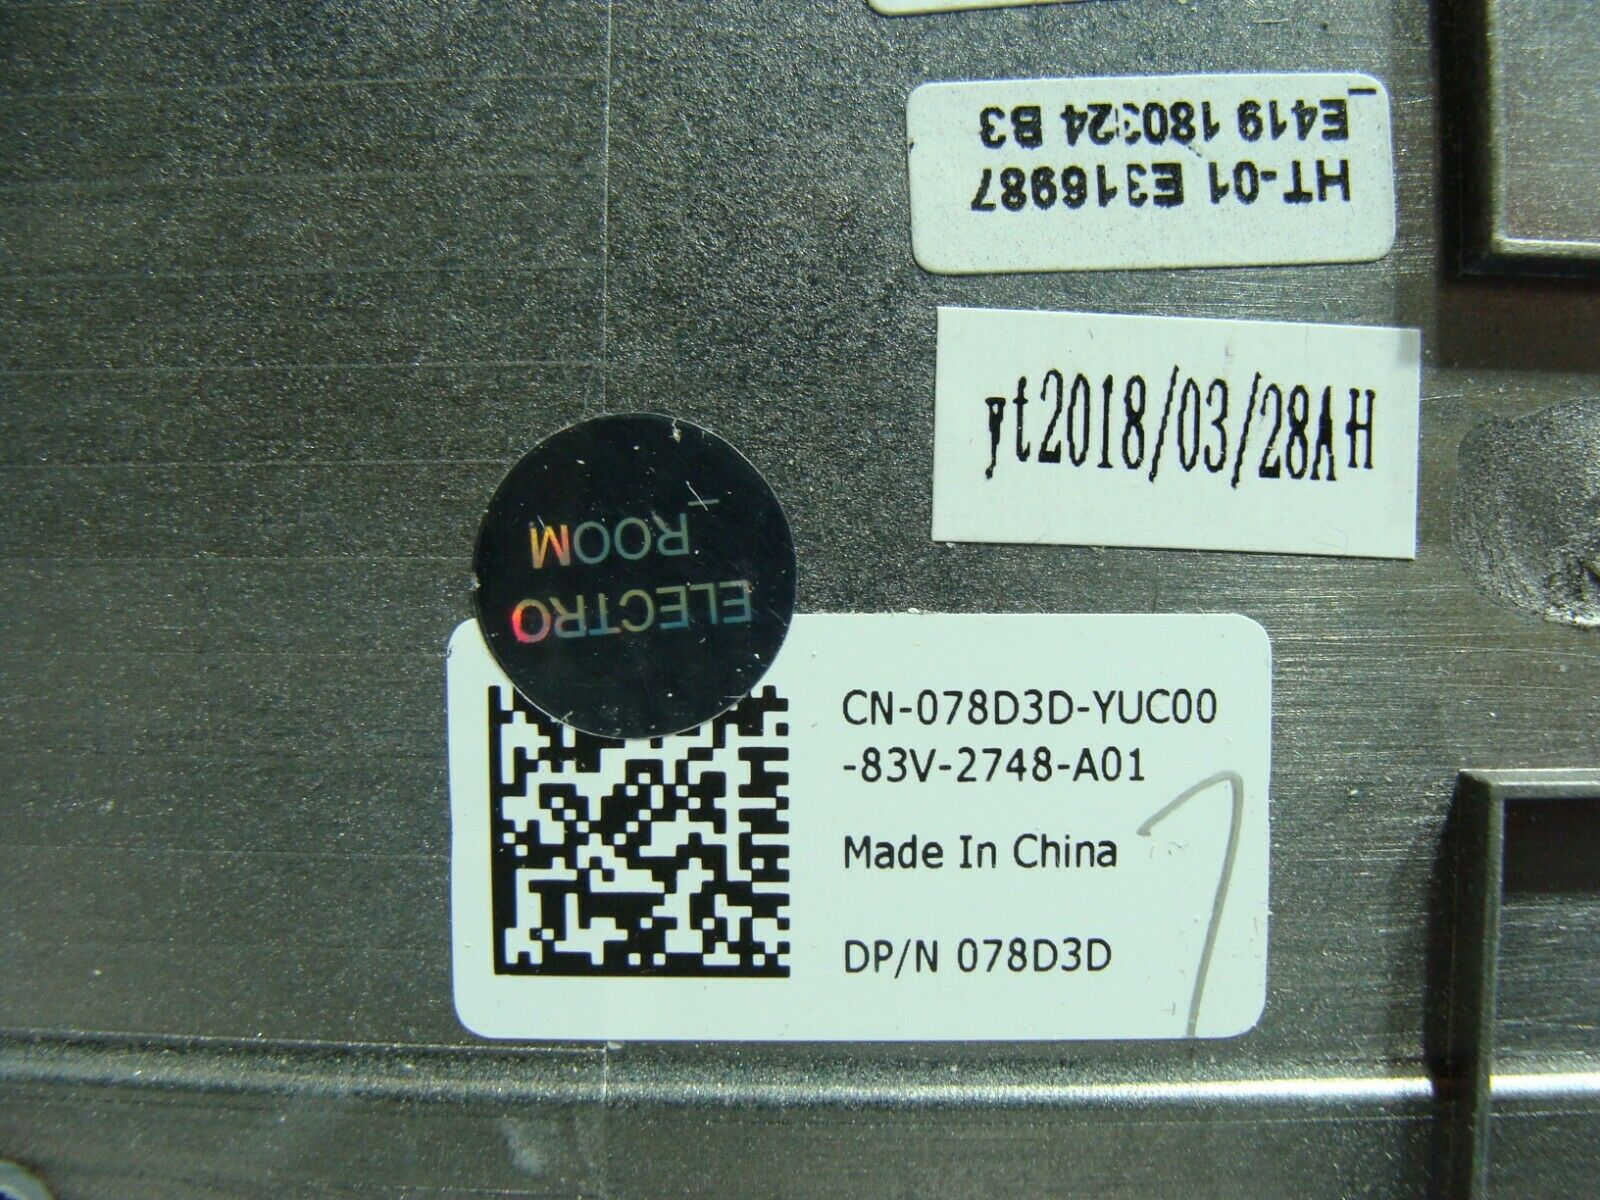 HT-01 E316987
E419 180324 B3
yt2018/03/28AH
ELECTRO
ROOM
CN-078D3D-YUC00
-83V-2748-A01
Made In China
DP/N 078D3D